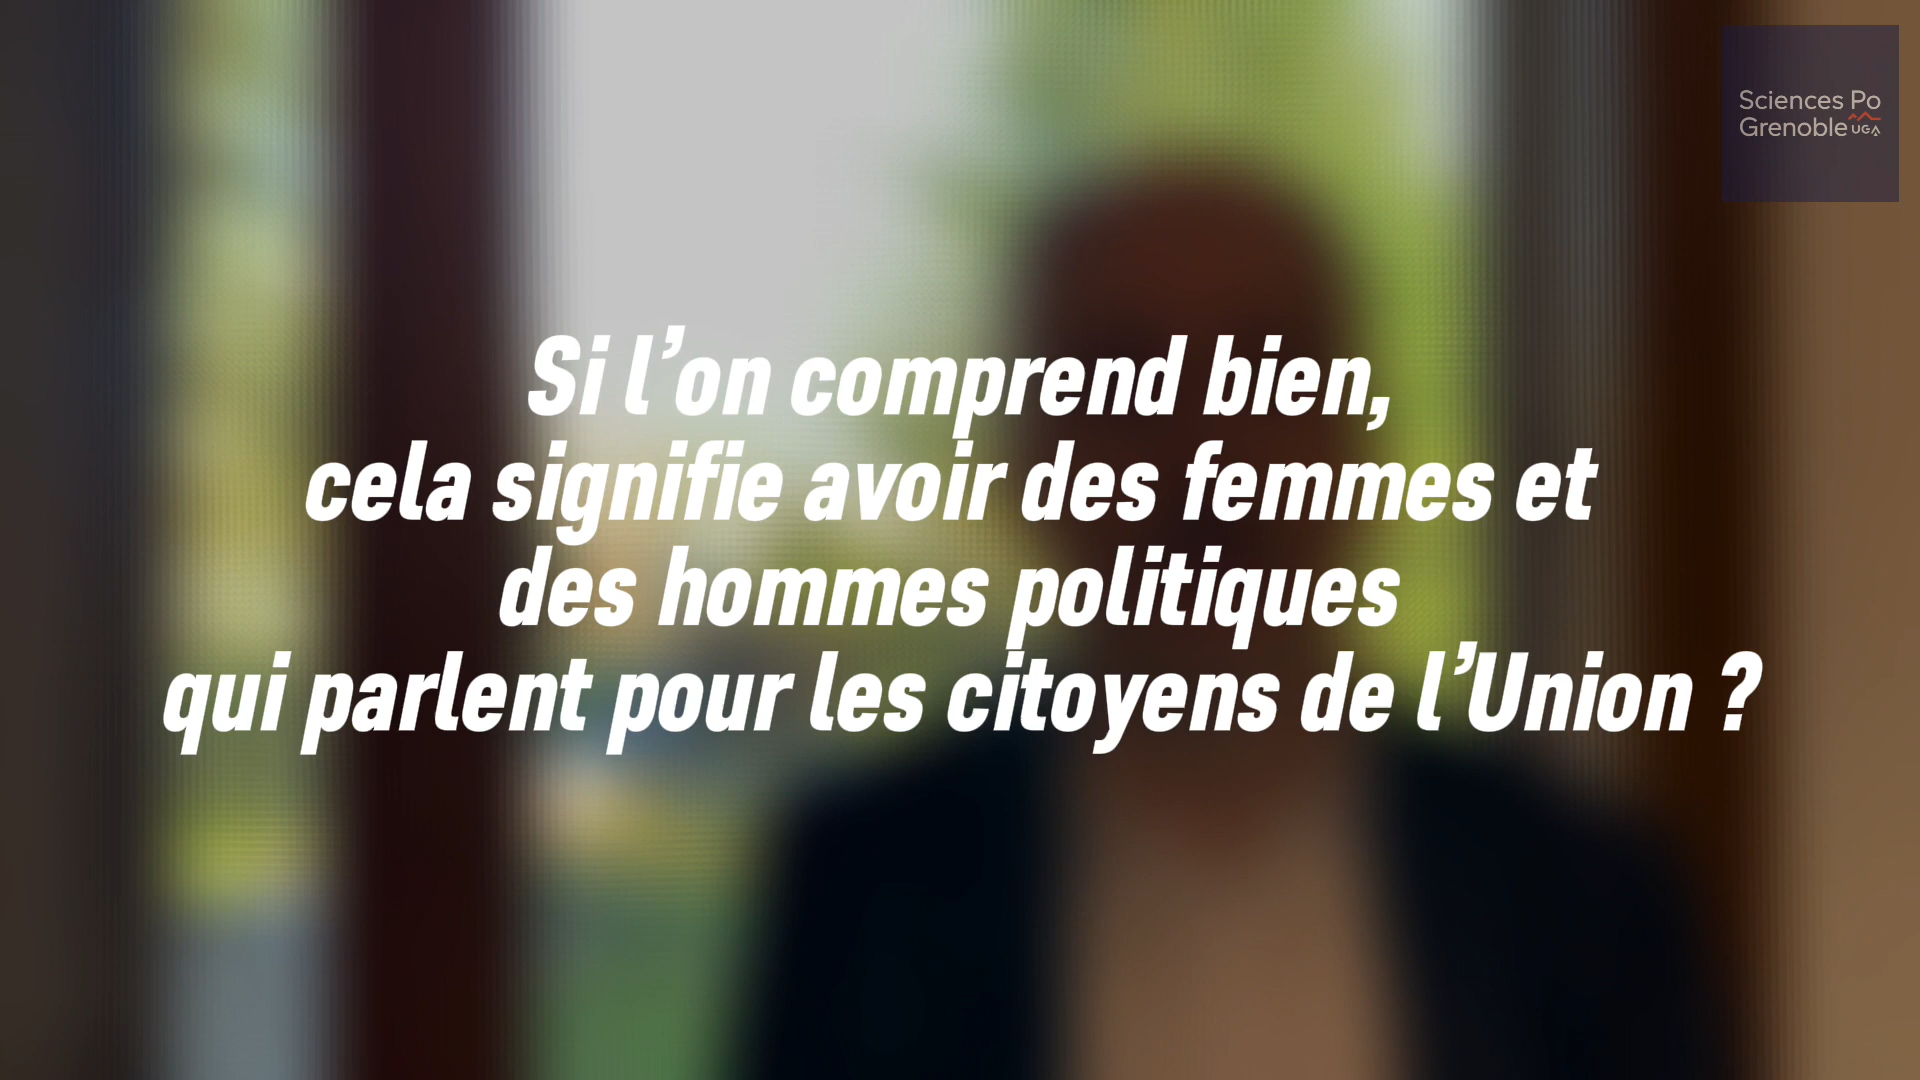 Sciences Po
Grenoble UGA
Si l’on comprend bien,
cela signifie avoir des femmes et
des hommes politiques
qui parlent pour les citoyens de l’Union ?